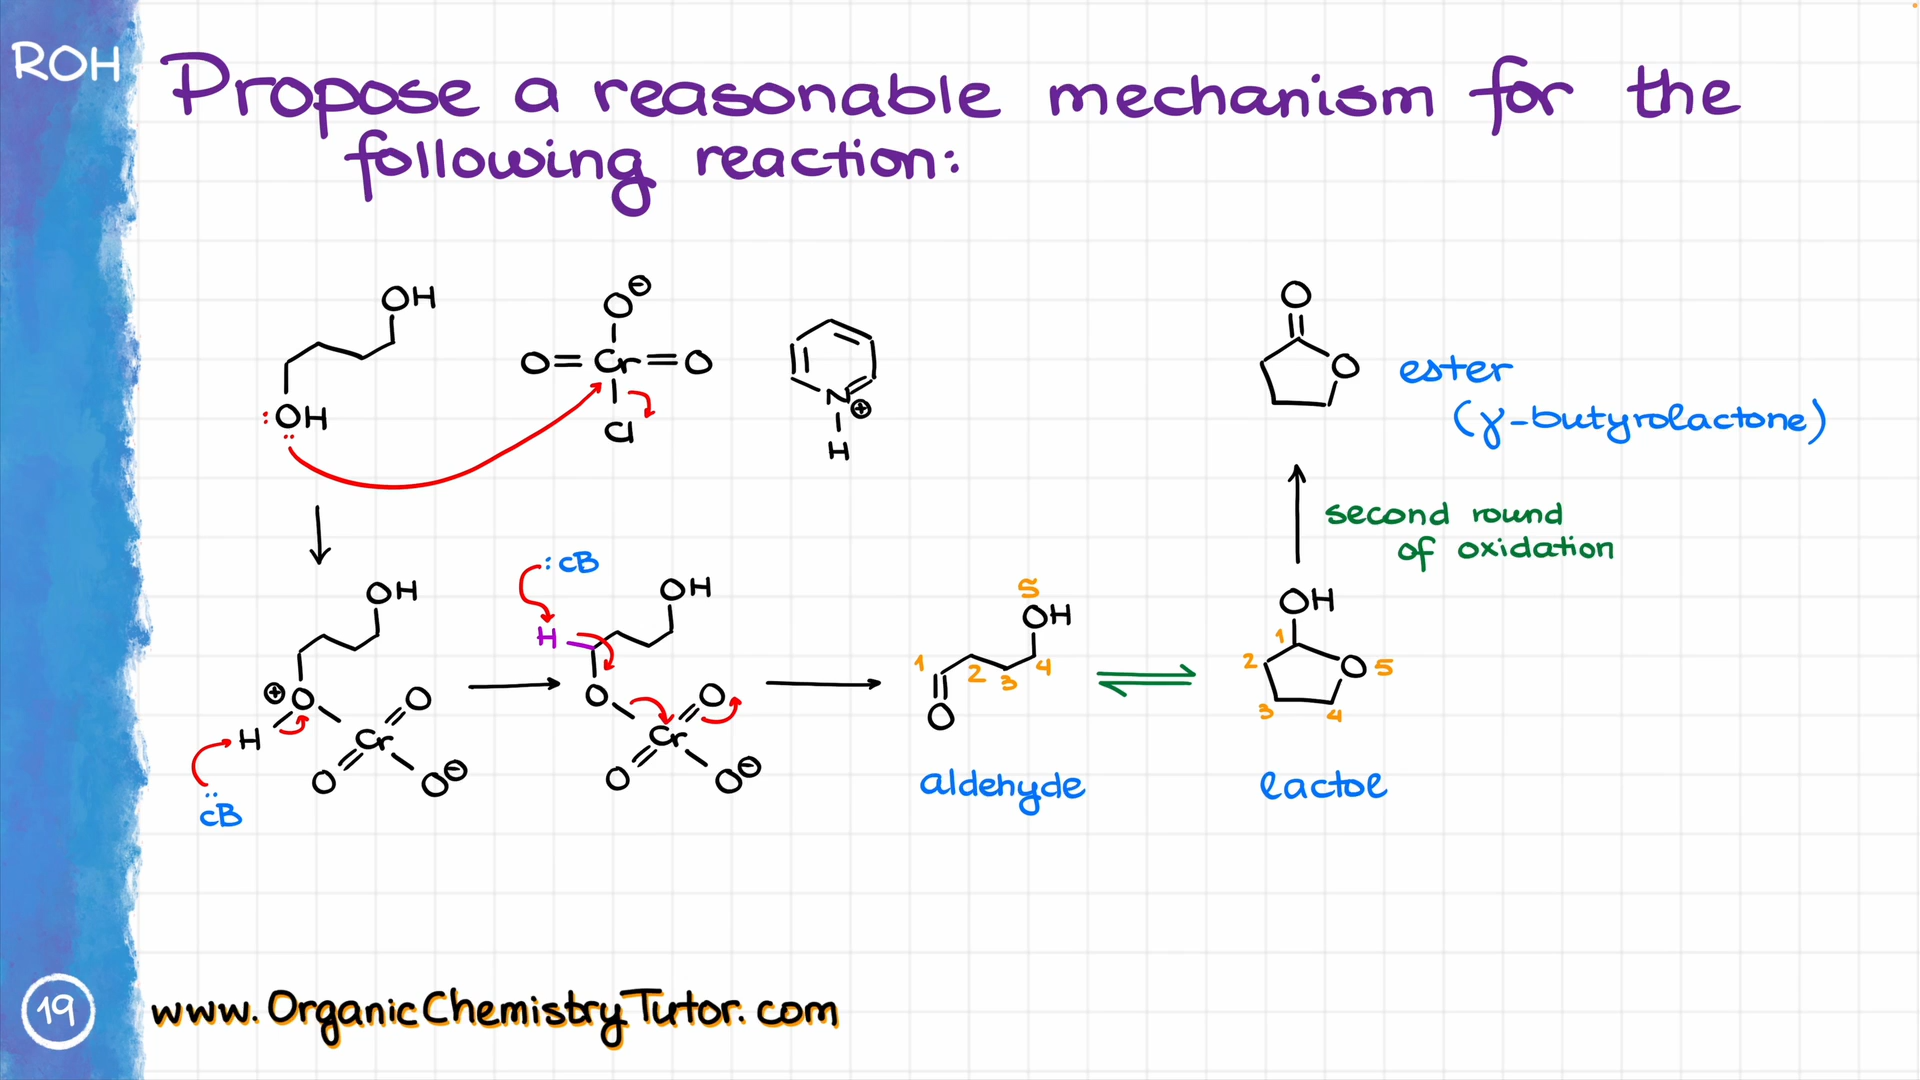 ROH
Propose a reasonable mechanism for the
following reaction:
OH
:OH
O⊖
O=Cr=O
Cl
N⊕
H
O
O
ester
(γ-butyrolactone)
second round
of oxidation
OH
⊕
O
H
Cr
O
O
O⊖
:cB
:cB
OH
H
O
Cr
O
O
O⊖
5
OH
1
2
3
4
O
aldehyde
OH
1
2
O 5
3
4
lactol
19
www.OrganicChemistryTutor.com